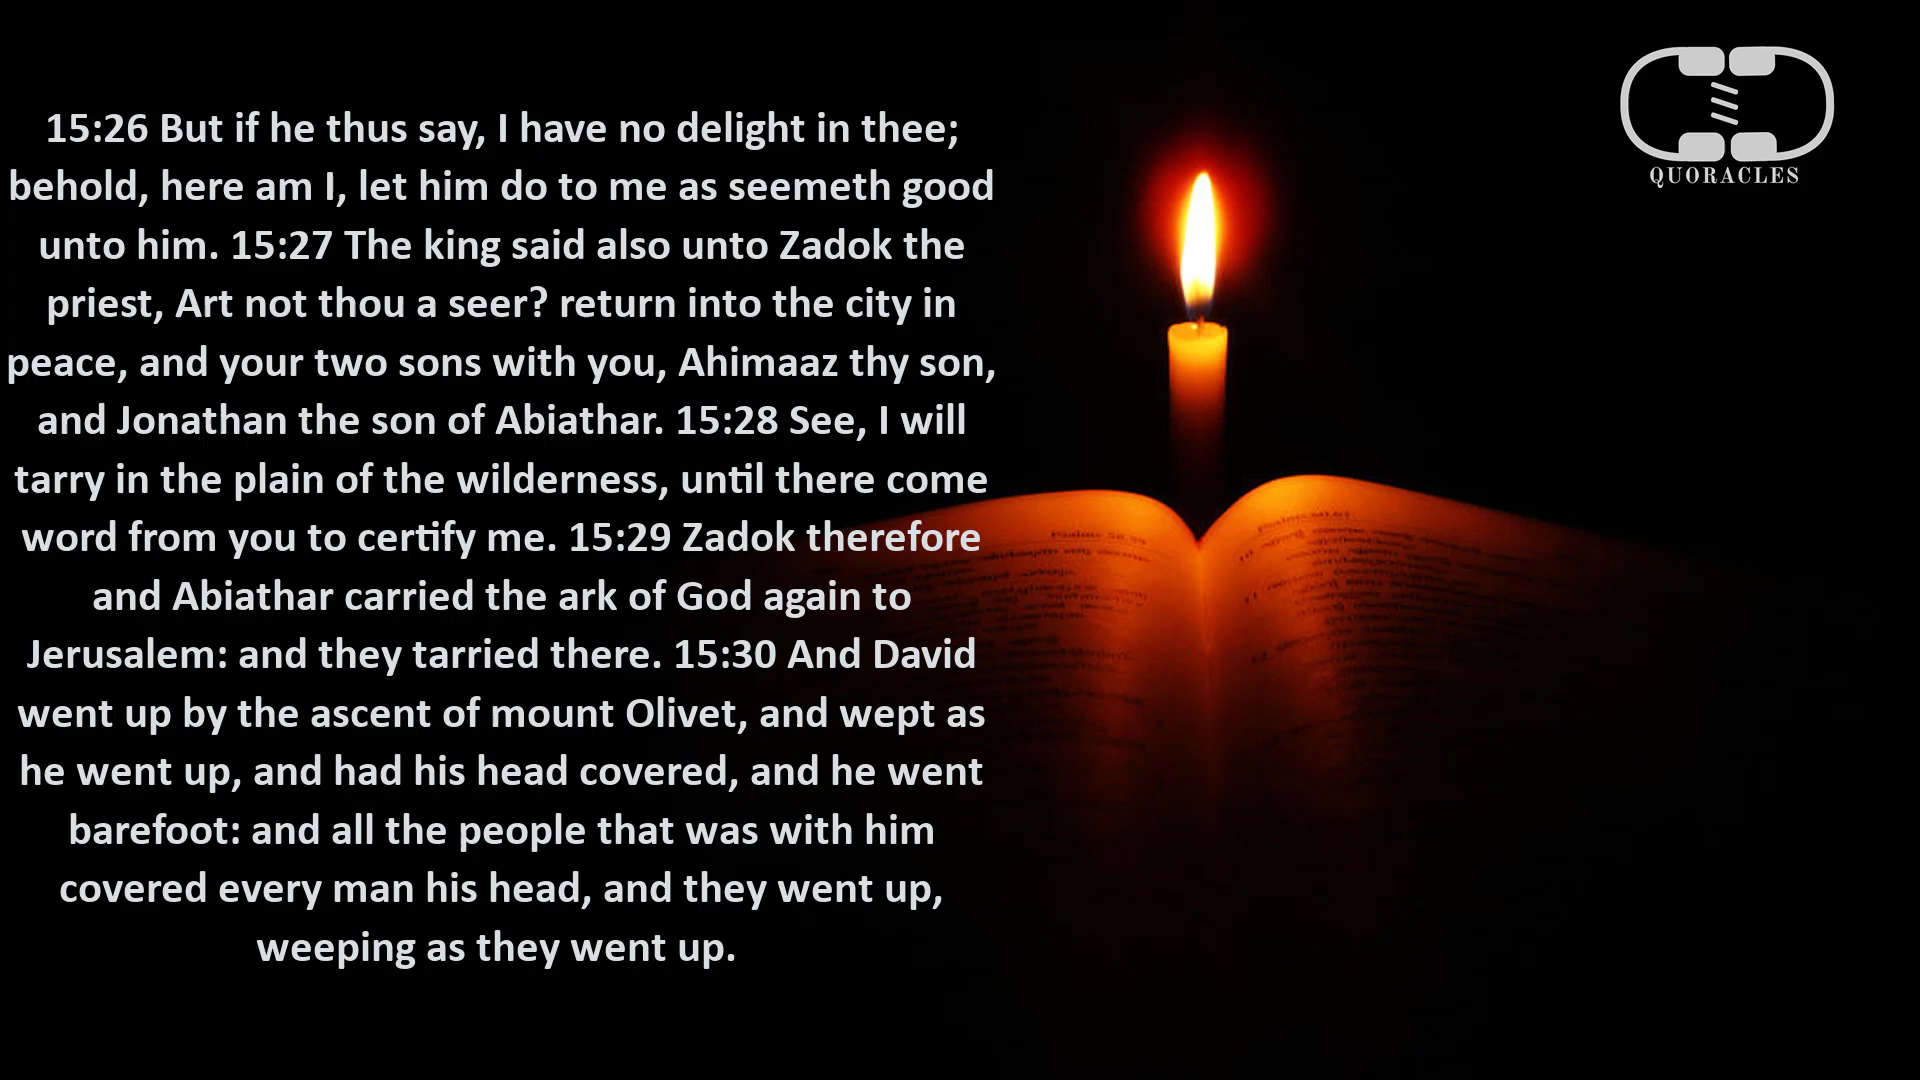 15:26 But if he thus say, I have no delight in thee;
behold, here am I, let him do to me as seemeth good
unto him. 15:27 The king said also unto Zadok the
priest, Art not thou a seer? return into the city in
peace, and your two sons with you, Ahimaaz thy son,
and Jonathan the son of Abiathar. 15:28 See, I will
tarry in the plain of the wilderness, until there come
word from you to certify me. 15:29 Zadok therefore
and Abiathar carried the ark of God again to
Jerusalem: and they tarried there. 15:30 And David
went up by the ascent of mount Olivet, and wept as
he went up, and had his head covered, and he went
barefoot: and all the people that was with him
covered every man his head, and they went up,
weeping as they went up.
QUORACLES